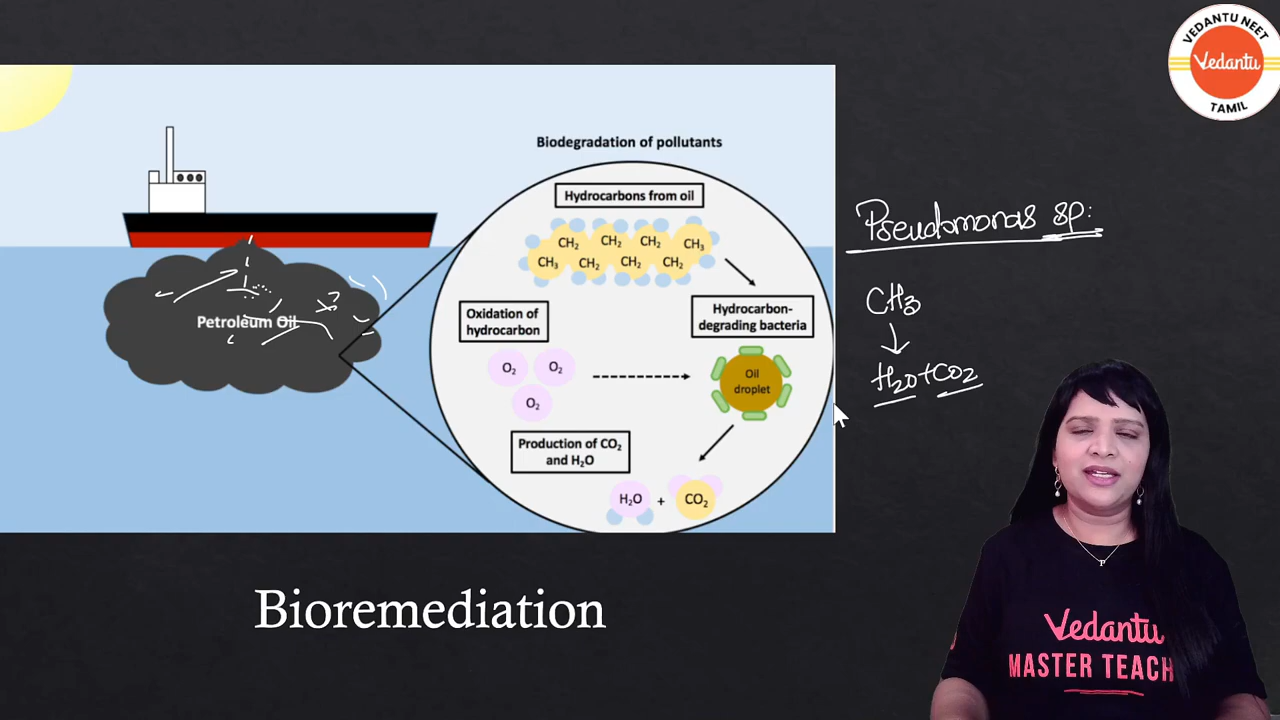 VEDANTU NEET
Vedantu
TAMIL
Biodegradation of pollutants
Hydrocarbons from oil
CH₂ CH₂ CH₂ CH₃
CH₃ CH₂ CH₂ CH₂
Oxidation of
hydrocarbon
Hydrocarbon-
degrading bacteria
O₂ O₂
O₂
Oil
droplet
Production of CO₂
and H₂O
H₂O + CO₂
Petroleum Oil
Pseudomonas sp:
CH₃
↓
H₂O+CO₂
Bioremediation
Vedantu
MASTER TEACH